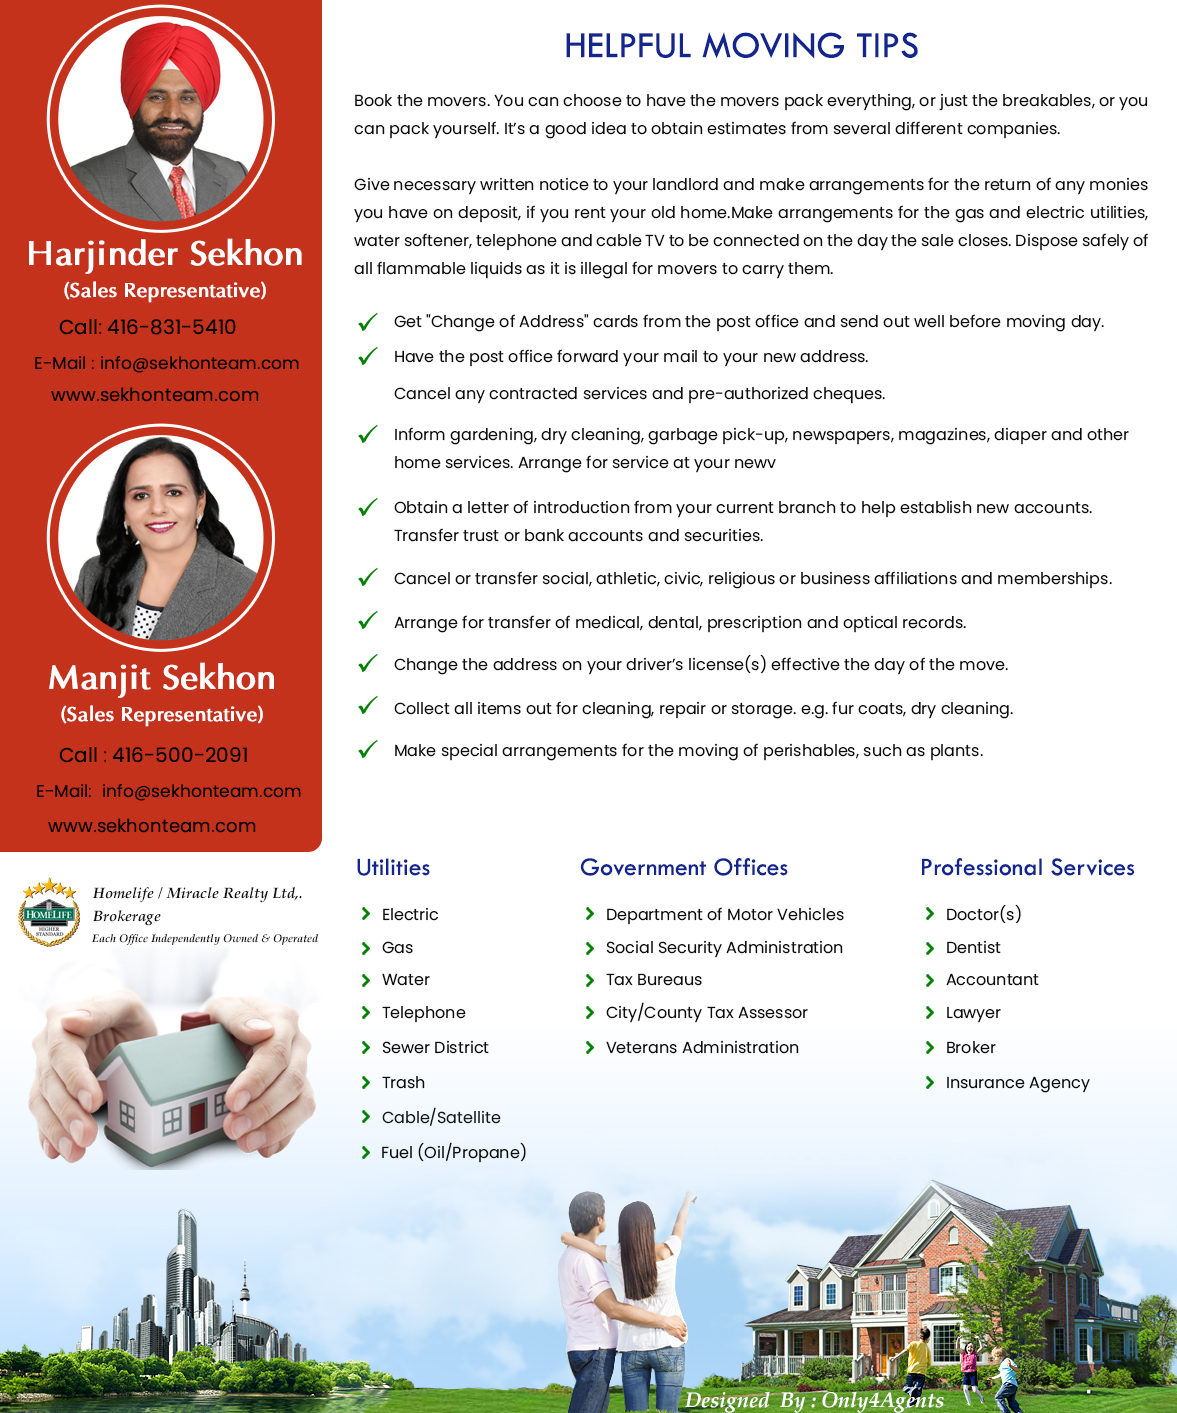 Harjinder Sekhon
(Sales Representative)
Call: 416-831-5410
E-Mail : info@sekhonteam.com
www.sekhonteam.com
Manjit Sekhon
(Sales Representative)
Call : 416-500-2091
E-Mail: info@sekhonteam.com
www.sekhonteam.com
HOMELIFE
HIGHER
STANDARD
Homelife / Miracle Realty Ltd,.
Brokerage
Each Office Independently Owned & Operated
HELPFUL MOVING TIPS
Book the movers. You can choose to have the movers pack everything, or just the breakables, or you
can pack yourself. It’s a good idea to obtain estimates from several different companies.
Give necessary written notice to your landlord and make arrangements for the return of any monies
you have on deposit, if you rent your old home.Make arrangements for the gas and electric utilities,
water softener, telephone and cable TV to be connected on the day the sale closes. Dispose safely of
all flammable liquids as it is illegal for movers to carry them.
Get "Change of Address" cards from the post office and send out well before moving day.
Have the post office forward your mail to your new address.
Cancel any contracted services and pre-authorized cheques.
Inform gardening, dry cleaning, garbage pick-up, newspapers, magazines, diaper and other
home services. Arrange for service at your newv
Obtain a letter of introduction from your current branch to help establish new accounts.
Transfer trust or bank accounts and securities.
Cancel or transfer social, athletic, civic, religious or business affiliations and memberships.
Arrange for transfer of medical, dental, prescription and optical records.
Change the address on your driver’s license(s) effective the day of the move.
Collect all items out for cleaning, repair or storage. e.g. fur coats, dry cleaning.
Make special arrangements for the moving of perishables, such as plants.
Utilities
Electric
Gas
Water
Telephone
Sewer District
Trash
Cable/Satellite
Fuel (Oil/Propane)
Government Offices
Department of Motor Vehicles
Social Security Administration
Tax Bureaus
City/County Tax Assessor
Veterans Administration
Professional Services
Doctor(s)
Dentist
Accountant
Lawyer
Broker
Insurance Agency
Designed By : Only4Agents